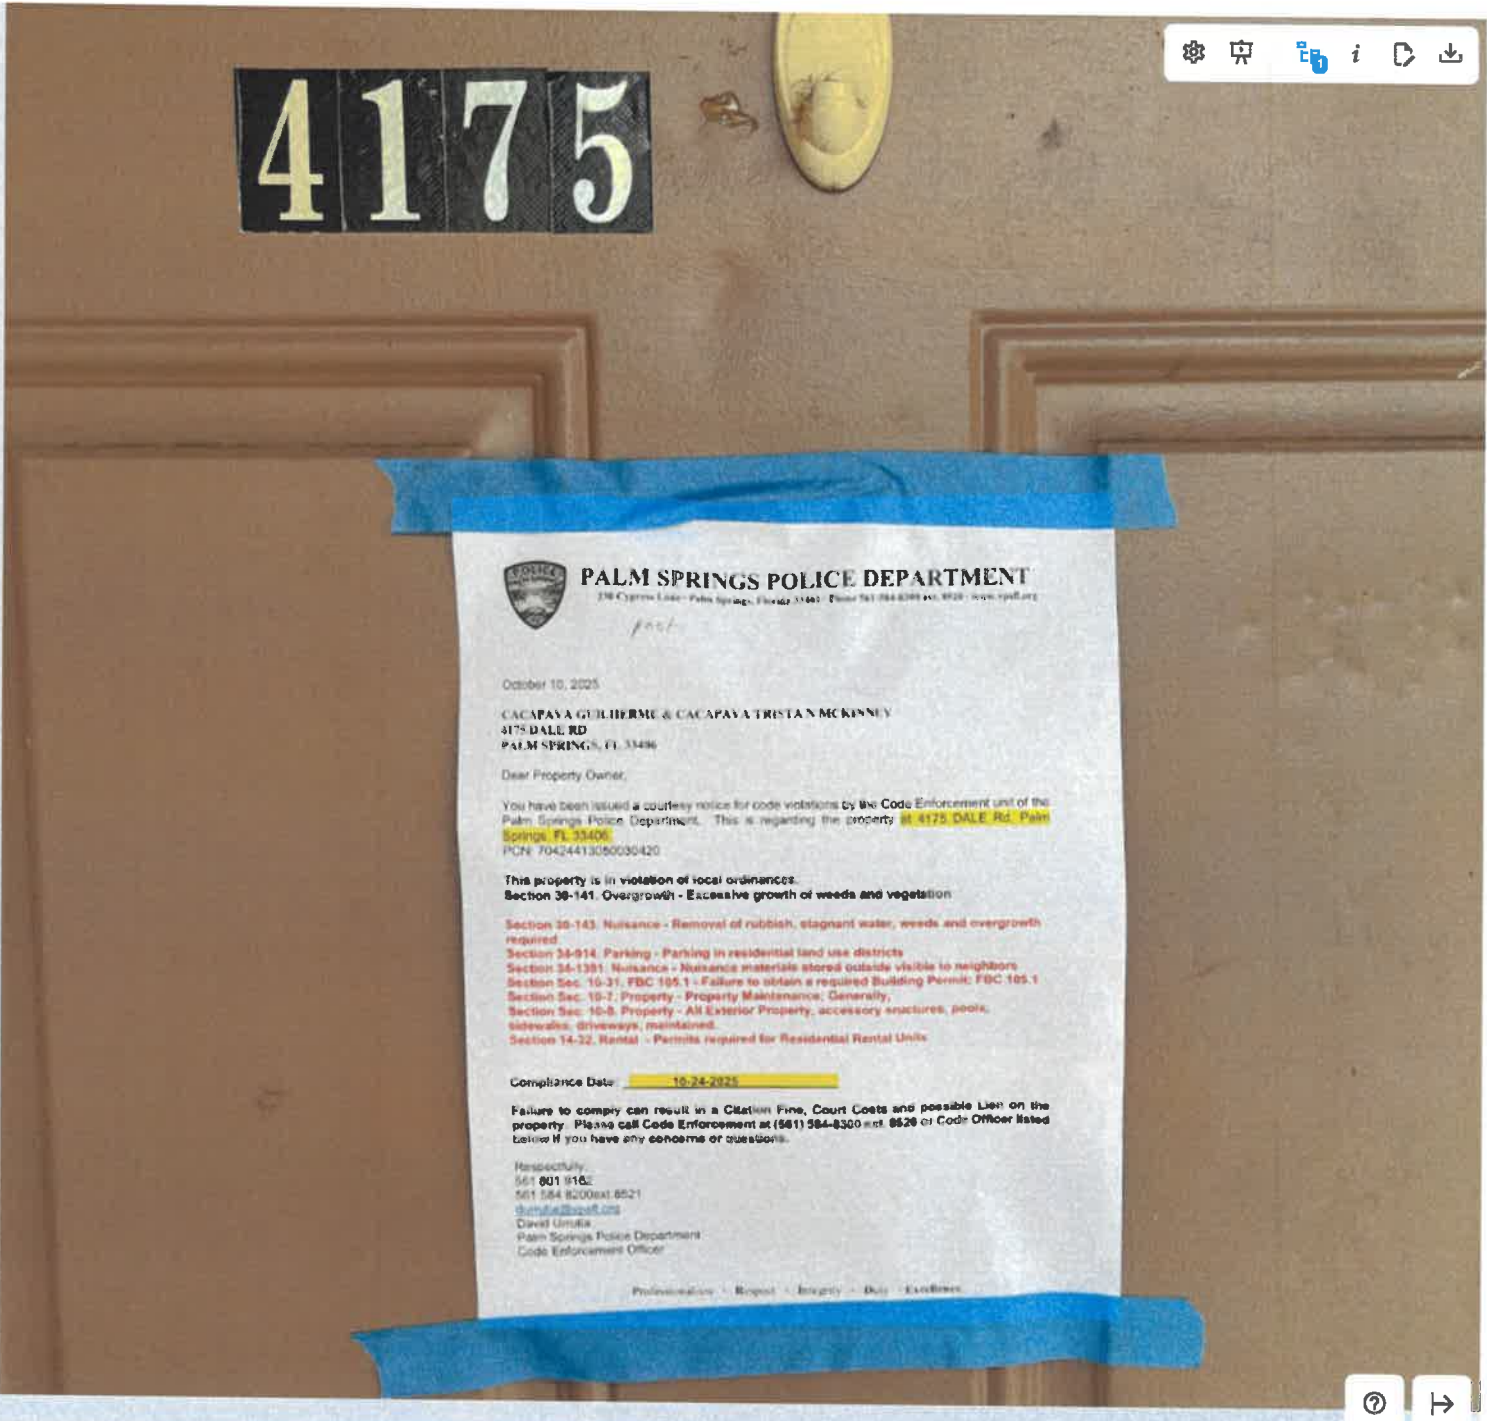 4175
POLICE
PALM SPRINGS POLICE DEPARTMENT
Cypress Lane - Palm Springs, Florida
post
October 10, 2025
CACAPAVA GUILHERME & CACAPAVA TRISTAN MCKINNEY
4175 DALE RD
PALM SPRINGS, FL 33406
Dear Property Owner,
You have been issued a courtesy notice for code violations by the Code Enforcement unit of the
Palm Springs Police Department. This is regarding the property at 4175 DALE Rd, Palm
Springs, FL 33406
PCN: 70424413050030420
This property is in violation of local ordinances.
Section 30-141. Overgrowth - Excessive growth of weeds and vegetation
Section 30-143. Nuisance - Removal of rubbish, stagnant water, weeds and overgrowth
required
Section 34-914. Parking - Parking in residential land use districts
Section 34-1381. Nuisance - Nuisance materials stored outside visible to neighbors
Section Sec. 10-31. FBC 105.1 - Failure to obtain a required Building Permit; FBC 105.1
Section Sec. 10-7. Property - Property Maintenance; Generally,
Section Sec. 10-8. Property - All Exterior Property, accessory structures, pools,
sidewalks, driveways, maintained.
Section 14-32. Rental - Permits required for Residential Rental Units
Compliance Date: 10-24-2025
Failure to comply can result in a Citation Fine, Court Costs and possible Lien on the
property. Please call Code Enforcement at (561) 584-8300 ext. 8520 or Code Officer listed
below if you have any concerns or questions.
Respectfully,
561 801 9162
561 584 8200ext.8521
David Urrutia
Palm Springs Police Department
Code Enforcement Officer
Professionalism - Respect - Integrity - Duty - Excellence